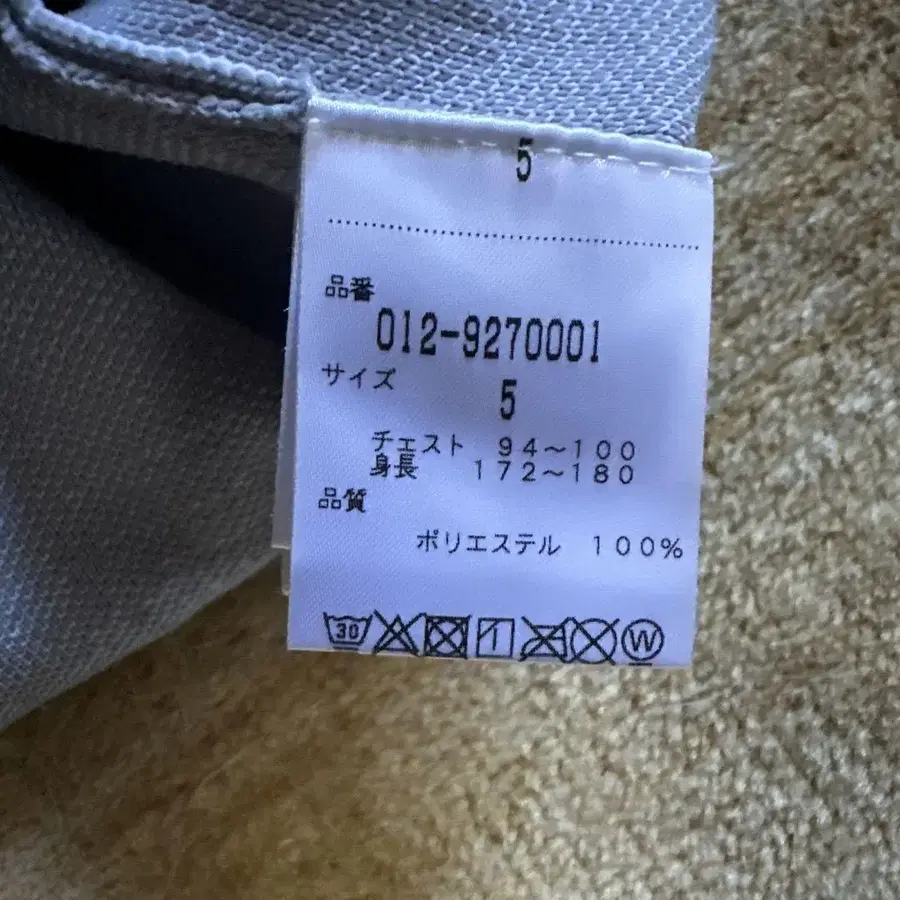 5
品番
012-9270001
サイズ
5
チェスト 94~100
身長 172~180
品質
ポリエステル 100%
30 W